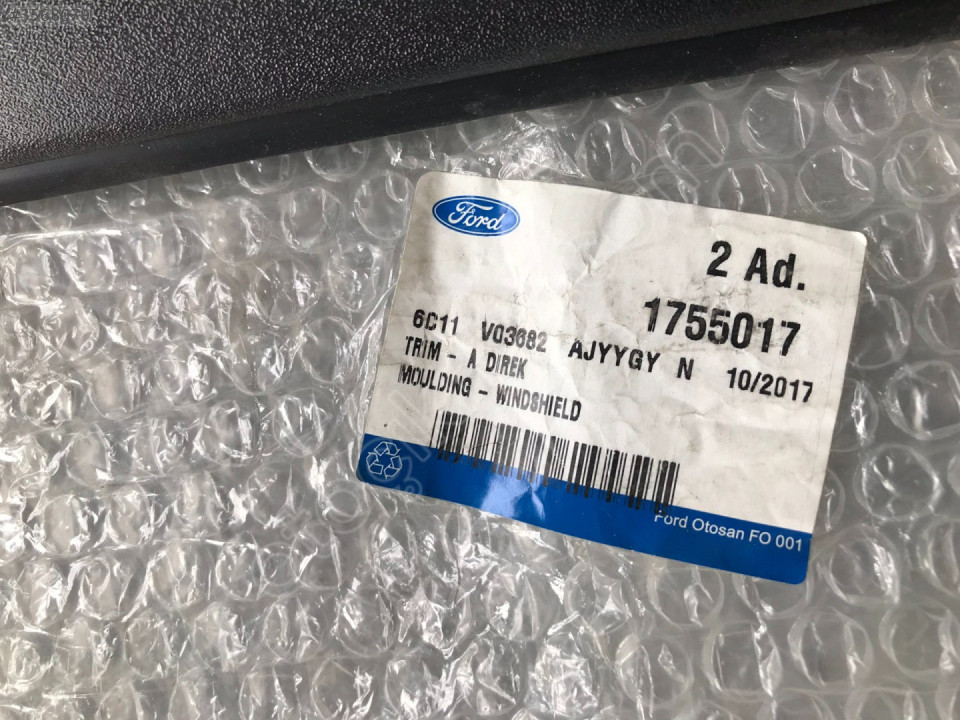 Ford
2 Ad.
1755017
6C11 V03682 AJYYGY N 10/2017
TRIM - A DIREK
MOULDING - WINDSHIELD
Ford Otosan FO 001